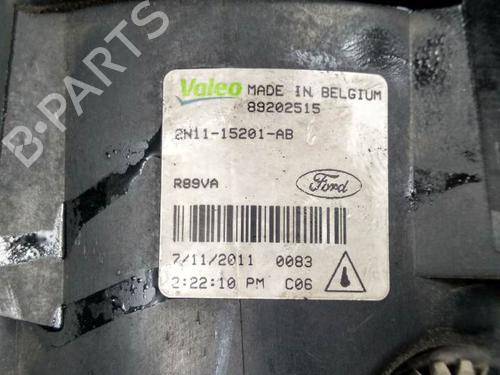 Valeo MADE IN BELGIUM
89202515
2N11-15201-AB
R89VA
Ford
7/11/2011 0083
2:22:10 PM C06
B-PARTS